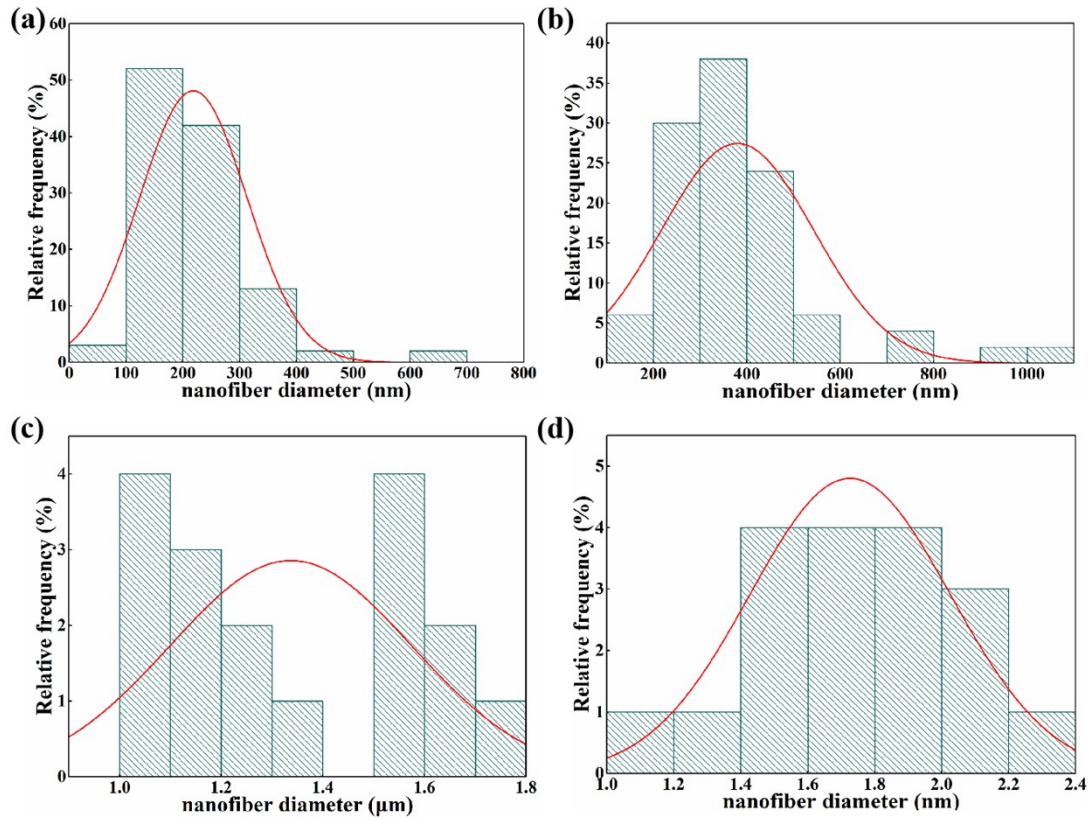 (a)
60
50
40
30
20
10
0
Relative frequency (%)
0 100 200 300 400 500 600 700 800
nanofiber diameter (nm)
(b)
40
35
30
25
20
15
10
5
0
Relative frequency (%)
200 400 600 800 1000
nanofiber diameter (nm)
(c)
4
3
2
1
0
Relative frequency (%)
1.0 1.2 1.4 1.6 1.8
nanofiber diameter (μm)
(d)
5
4
3
2
1
0
Relative frequency (%)
1.0 1.2 1.4 1.6 1.8 2.0 2.2 2.4
nanofiber diameter (nm)